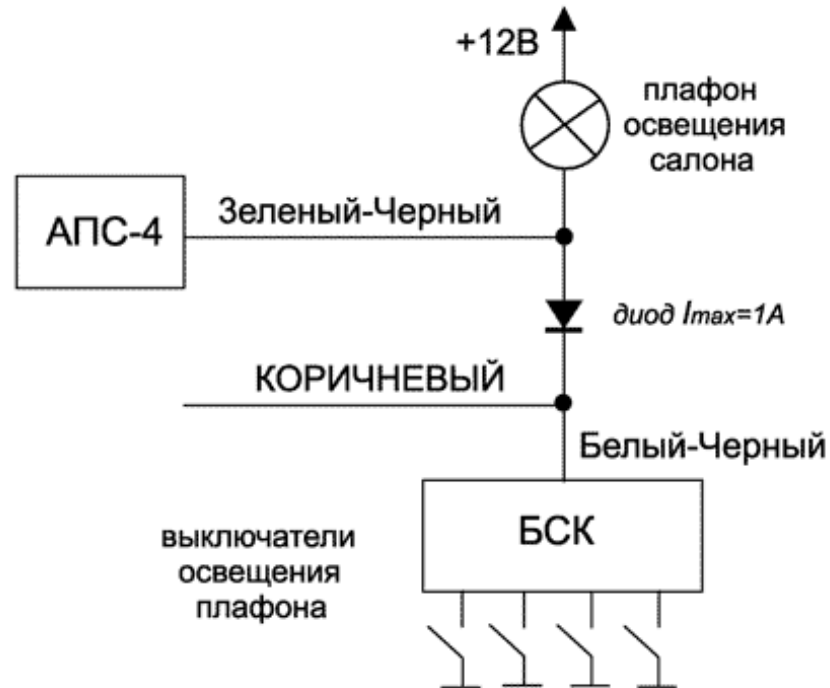 +12В
плафон
освещения
салона
АПС-4
Зеленый-Черный
диод Imax=1А
КОРИЧНЕВЫЙ
Белый-Черный
БСК
выключатели
освещения
плафона